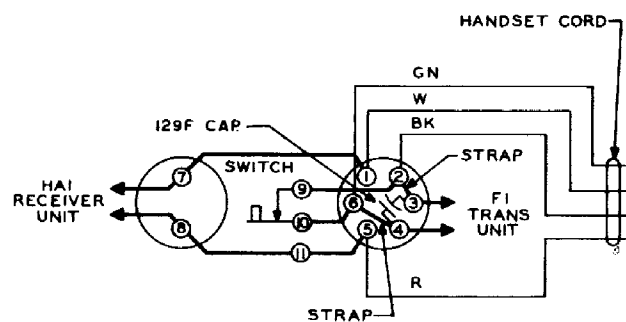 HANDSET CORD
GN
W
129F CAP.
BK
STRAP
SWITCH
7
1
2
HA1
RECEIVER
UNIT
9
6
3
F1
TRANS
UNIT
10
8
5
4
11
R
STRAP